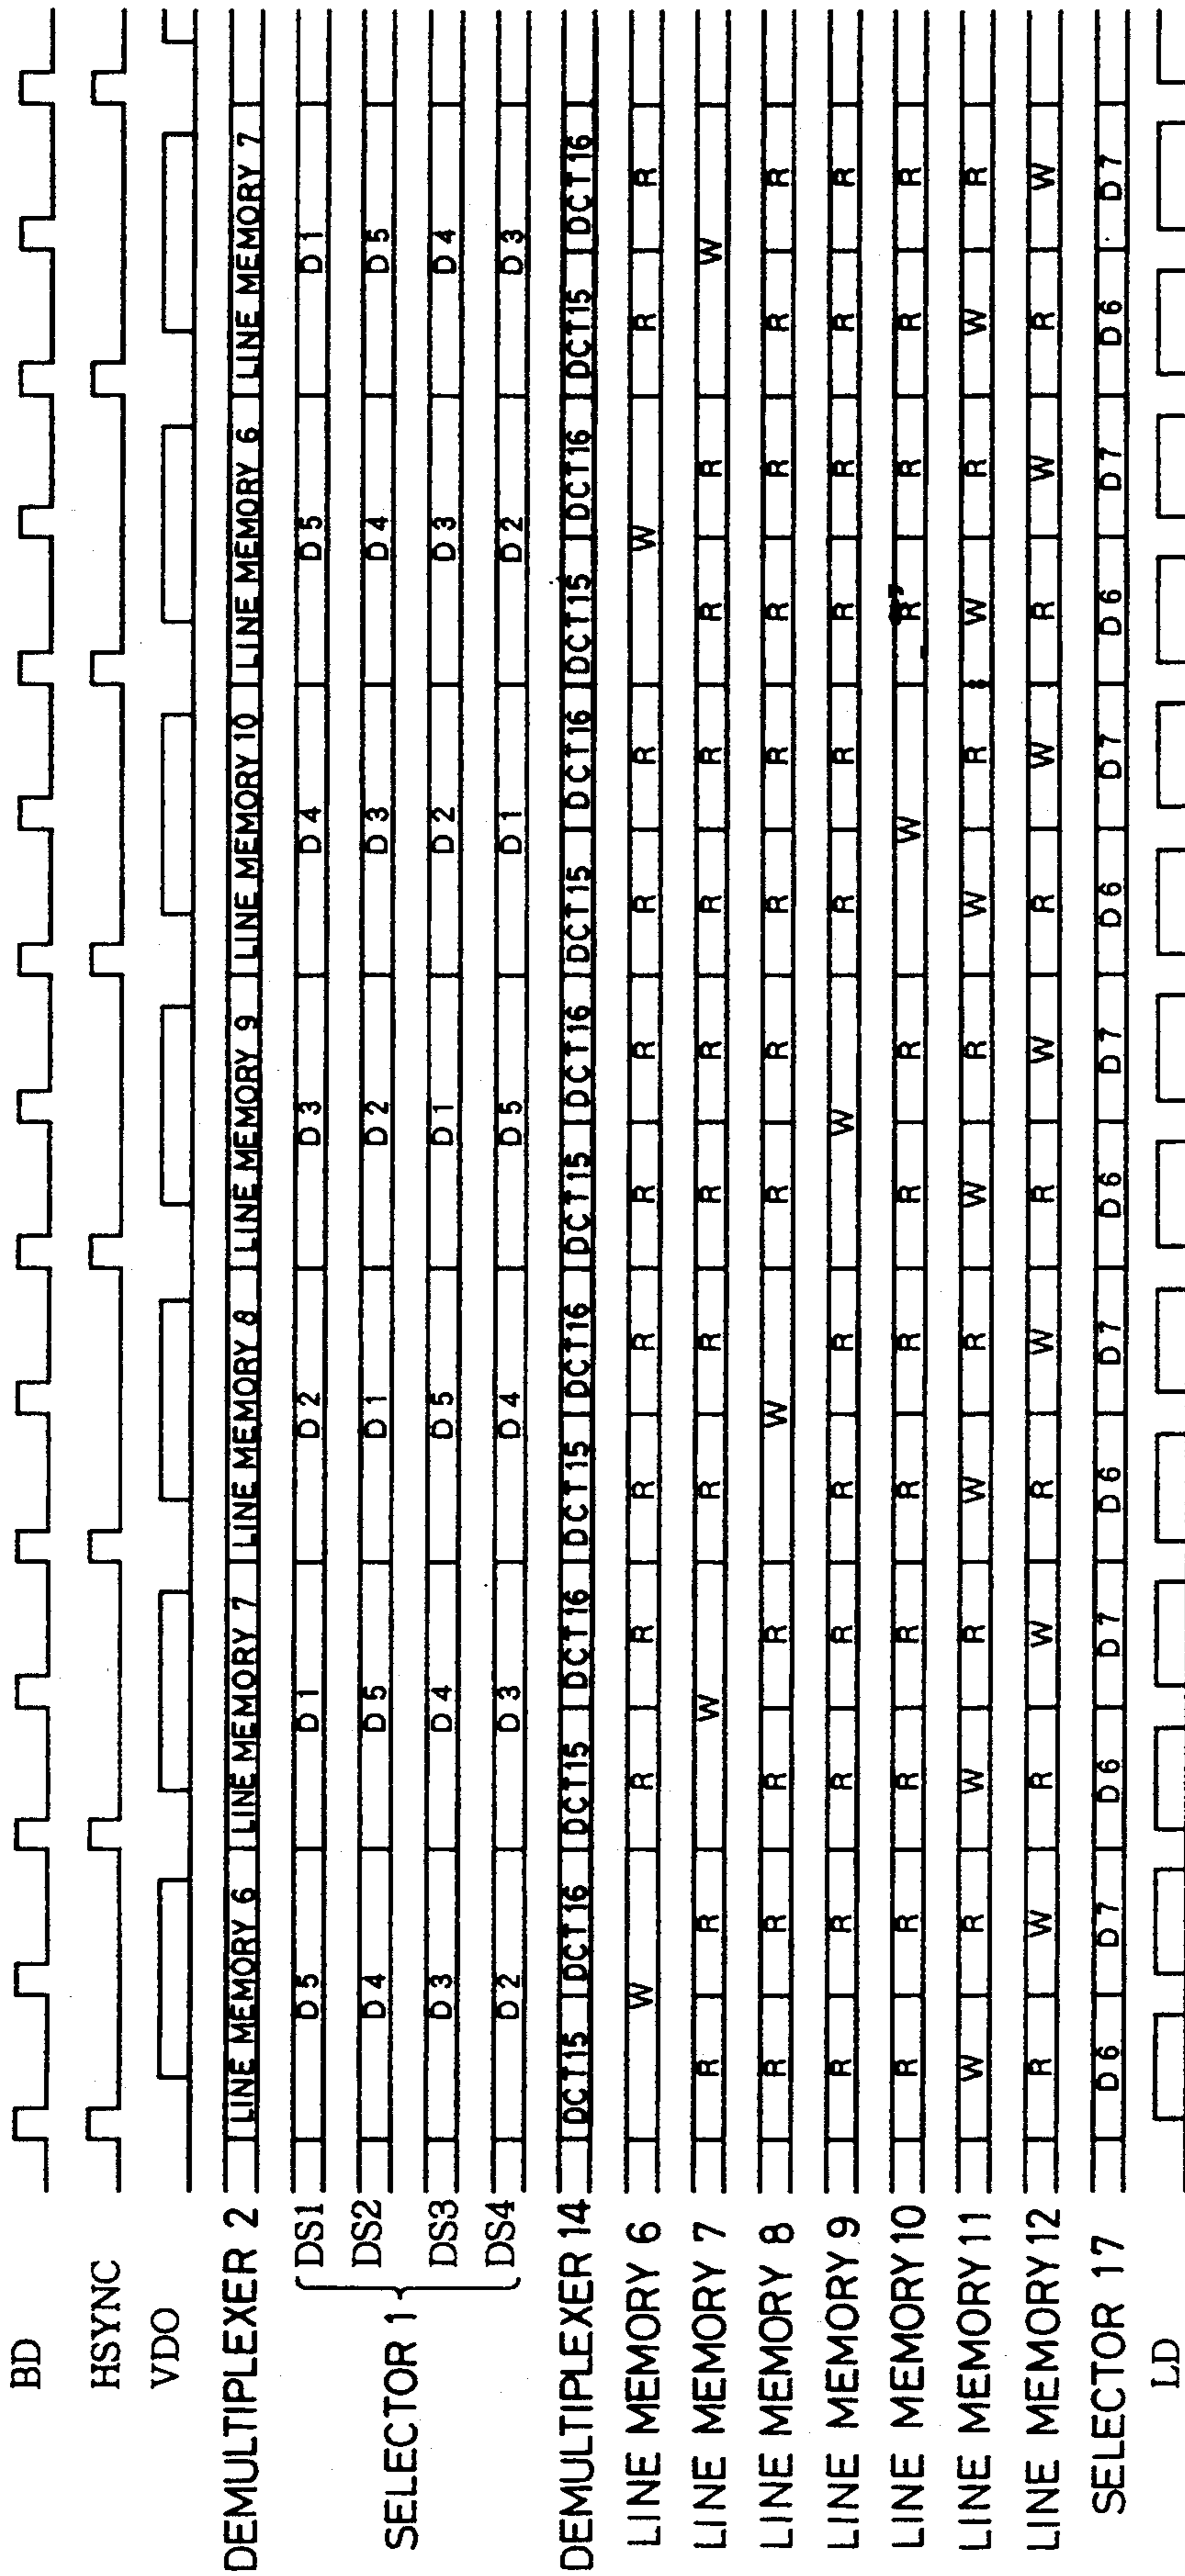 BD
HSYNC
VDO
DEMULTIPLEXER 2 LINE MEMORY 6 LINE MEMORY 7 LINE MEMORY 8 LINE MEMORY 9 LINE MEMORY 10 LINE MEMORY 6 LINE MEMORY 7
SELECTOR 1
DS1 D5 D1 D2 D3 D4 D5 D1
DS2 D4 D5 D1 D2 D3 D4 D5
DS3 D3 D4 D5 D1 D2 D3 D4
DS4 D2 D3 D4 D5 D1 D2 D3
DEMULTIPLEXER 14 DCT15 DCT16 DCT15 DCT16 DCT15 DCT16 DCT15 DCT16 DCT15 DCT16 DCT15 DCT16 DCT15 DCT16
LINE MEMORY 6 W R R R R R R R R W R R
LINE MEMORY 7 R R W R R R R R R R R W
LINE MEMORY 8 R R R R W R R R R R R R R
LINE MEMORY 9 R R R R R R W R R R R R R
LINE MEMORY 10 R R R R R R R R W R R R R
LINE MEMORY 11 W R W R W R W R W R W R W R
LINE MEMORY 12 R W R W R W R W R W R W R W
SELECTOR 17 D6 D7 D6 D7 D6 D7 D6 D7 D6 D7 D6 D7 D6 D7
LD